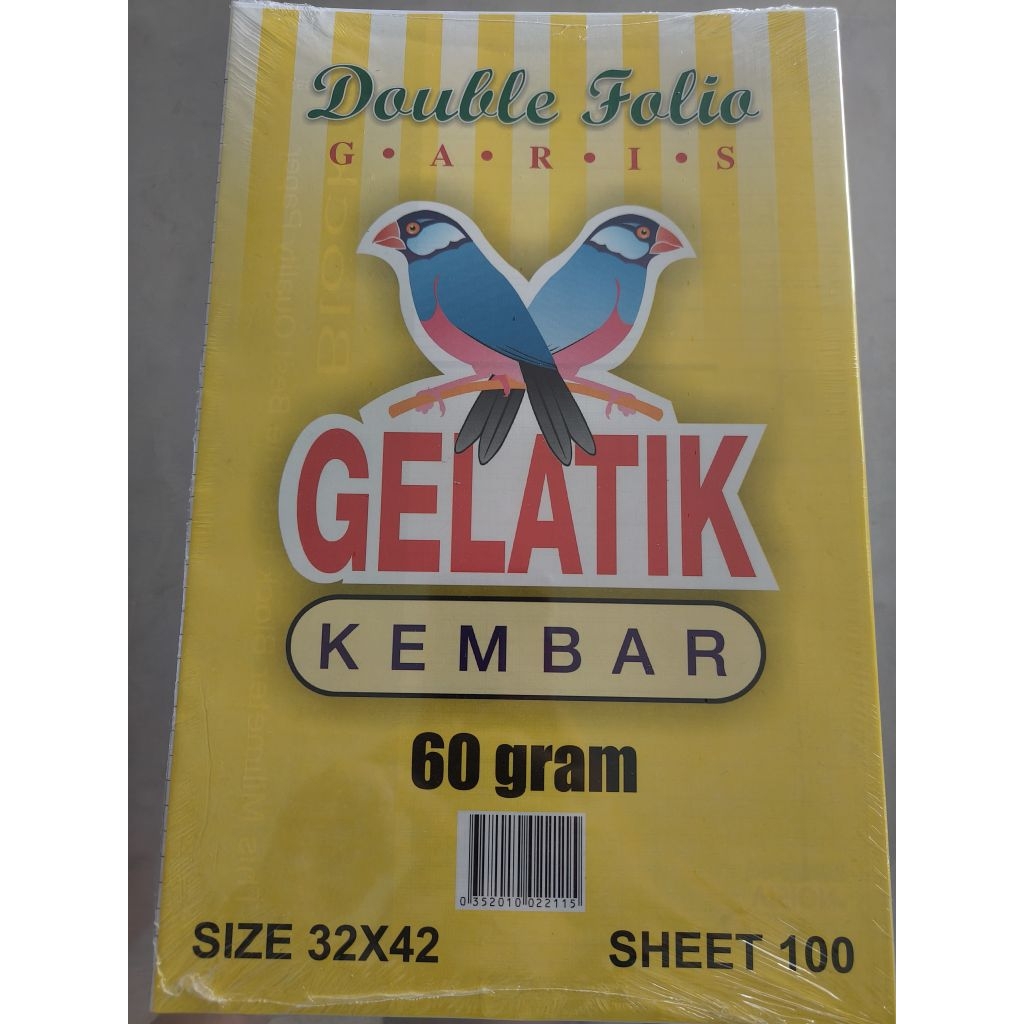 Double Folio
G•A•R•I•S
GELATIK
KEMBAR
60 gram
0 352010 022115
SIZE 32X42
SHEET 100